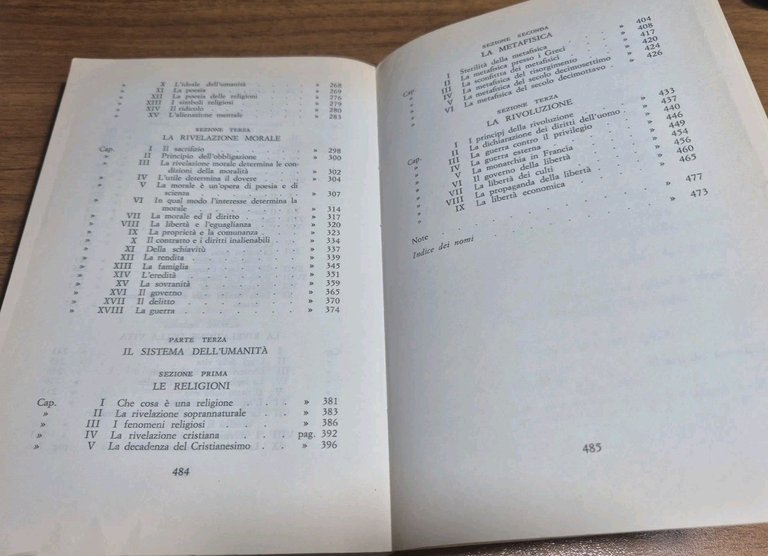 » X L'ideale dell'umanità » 268
» XI La poesia » 269
» XII La poesia delle religioni » 276
» XIII I simboli religiosi » 279
» XIV Il ridicolo » 280
» XV L'alienazione mentale » 283
SEZIONE TERZA
LA RIVELAZIONE MORALE
Cap. I Il sacrifizio » 298
» II Principio dell'obbligazione » 300
» III La rivelazione morale determina le con-
dizioni della moralità » 302
» IV L'utile determina il dovere » 304
» V La morale è un'opera di poesia e di
scienza » 307
» VI In qual modo l'interesse determina la
morale » 314
» VII La morale ed il diritto » 317
» VIII La libertà e l'eguaglianza » 320
» IX La proprietà e la comunanza » 323
» X Il contratto e i diritti inalienabili » 334
» XI Della schiavitù » 337
» XII La rendita » 339
» XIII La famiglia » 345
» XIV L'eredità » 351
» XV La sovranità » 359
» XVI Il governo » 365
» XVII Il delitto » 370
» XVIII La guerra » 374
PARTE TERZA
IL SISTEMA DELL'UMANITÀ
SEZIONE PRIMA
LE RELIGIONI
Cap. I Che cosa è una religione » 381
» II La rivelazione soprannaturale » 383
» III I fenomeni religiosi » 386
» IV La rivelazione cristiana pag. 392
» V La decadenza del Cristianesimo » 396
484
SEZIONE SECONDA
LA METAFISICA
Cap. I Sterilità della metafisica » 404
» II La metafisica presso i Greci » 408
» III La sconfitta dei metafisici » 417
» IV La metafisica del risorgimento » 420
» V La metafisica del secolo decimosettimo » 424
» VI La metafisica del secolo decimottavo » 426
SEZIONE TERZA
LA RIVOLUZIONE
Cap. I I principi della rivoluzione » 433
» II La dichiarazione dei diritti dell'uomo » 437
» III La guerra contro il privilegio » 440
» IV La guerra esterna » 446
» V La monarchia in Francia » 449
» VI Il governo della libertà » 454
» VII La libertà dei culti » 456
» VIII La propaganda della libertà » 460
» IX La libertà economica » 465
Note » 477
Indice dei nomi » 473
485